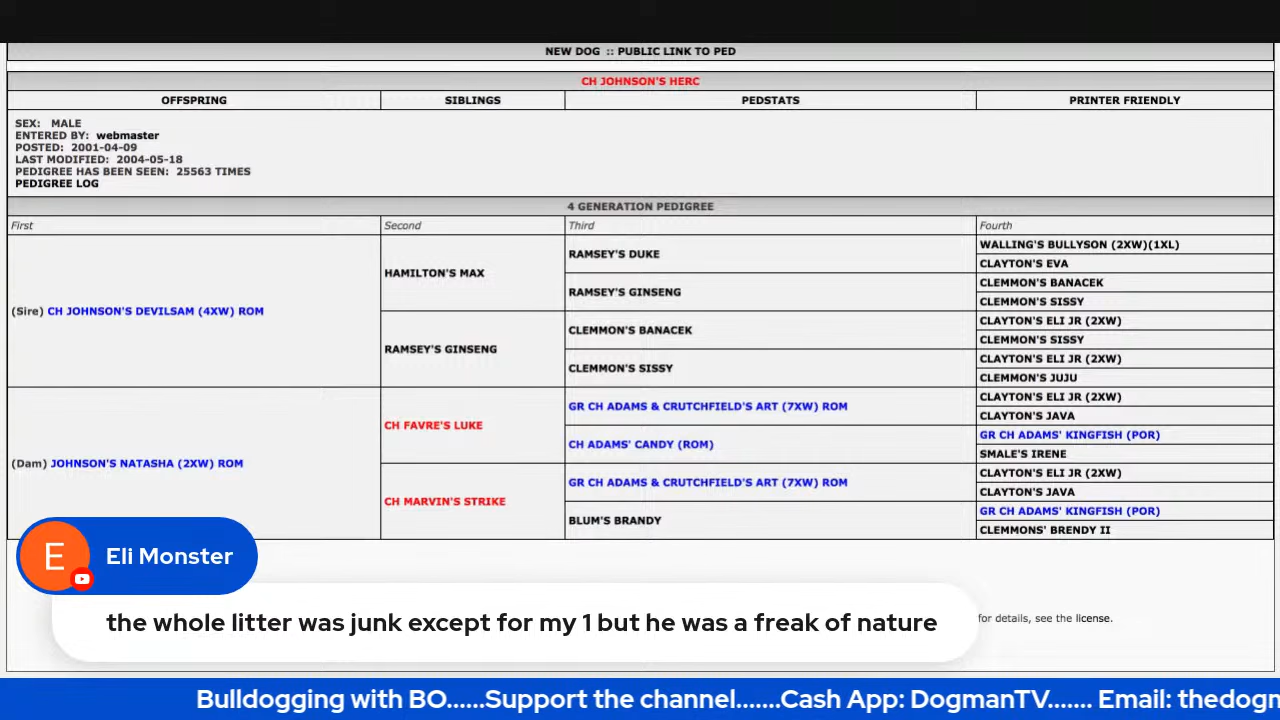 NEW DOG :: PUBLIC LINK TO PED
CH JOHNSON'S HERC
OFFSPRING SIBLINGS PEDSTATS PRINTER FRIENDLY
SEX: MALE
ENTERED BY: webmaster
POSTED: 2001-04-09
LAST MODIFIED: 2004-05-18
PEDIGREE HAS BEEN SEEN: 25563 TIMES
PEDIGREE LOG
4 GENERATION PEDIGREE
First Second Third Fourth
(Sire) CH JOHNSON'S DEVILSAM (4XW) ROM
HAMILTON'S MAX
RAMSEY'S DUKE
WALLING'S BULLYSON (2XW)(1XL)
CLAYTON'S EVA
RAMSEY'S GINSENG
CLEMMON'S BANACEK
CLEMMON'S SISSY
RAMSEY'S GINSENG
CLEMMON'S BANACEK
CLAYTON'S ELI JR (2XW)
CLEMMON'S SISSY
CLEMMON'S SISSY
CLAYTON'S ELI JR (2XW)
CLEMMON'S JUJU
(Dam) JOHNSON'S NATASHA (2XW) ROM
CH FAVRE'S LUKE
GR CH ADAMS & CRUTCHFIELD'S ART (7XW) ROM
CLAYTON'S ELI JR (2XW)
CLAYTON'S JAVA
CH ADAMS' CANDY (ROM)
GR CH ADAMS' KINGFISH (POR)
SMALE'S IRENE
CH MARVIN'S STRIKE
GR CH ADAMS & CRUTCHFIELD'S ART (7XW) ROM
CLAYTON'S ELI JR (2XW)
CLAYTON'S JAVA
BLUM'S BRANDY
GR CH ADAMS' KINGFISH (POR)
CLEMMONS' BRENDY II
E
Eli Monster
the whole litter was junk except for my 1 but he was a freak of nature
for details, see the license.
Bulldogging with BO......Support the channel.......Cash App: DogmanTV....... Email: thedogr